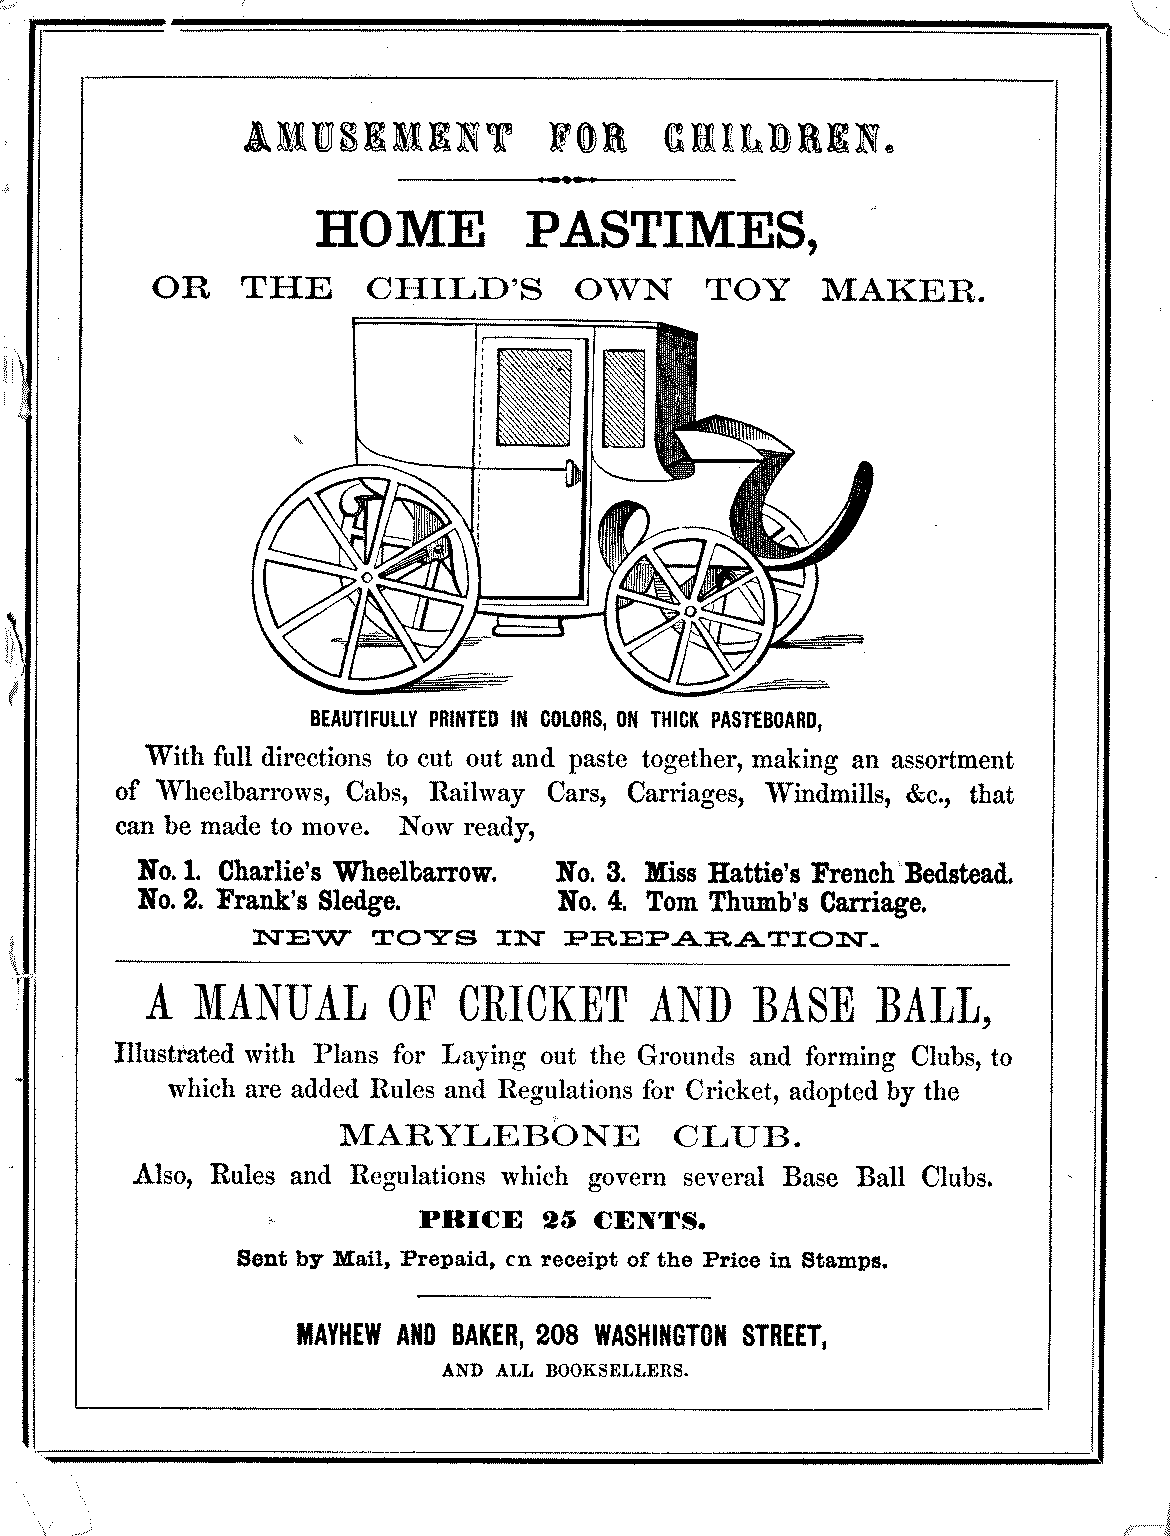 AMUSEMENT FOR CHILDREN.
HOME PASTIMES,
OR THE CHILD'S OWN TOY MAKER.
BEAUTIFULLY PRINTED IN COLORS, ON THICK PASTEBOARD,
With full directions to cut out and paste together, making an assortment
of Wheelbarrows, Cabs, Railway Cars, Carriages, Windmills, &c., that
can be made to move. Now ready,
No. 1. Charlie's Wheelbarrow. No. 3. Miss Hattie's French Bedstead.
No. 2. Frank's Sledge. No. 4. Tom Thumb's Carriage.
NEW TOYS IN PREPARATION.
A MANUAL OF CRICKET AND BASE BALL,
Illustrated with Plans for Laying out the Grounds and forming Clubs, to
which are added Rules and Regulations for Cricket, adopted by the
MARYLEBONE CLUB.
Also, Rules and Regulations which govern several Base Ball Clubs.
PRICE 25 CENTS.
Sent by Mail, Prepaid, on receipt of the Price in Stamps.
MAYHEW AND BAKER, 208 WASHINGTON STREET,
AND ALL BOOKSELLERS.